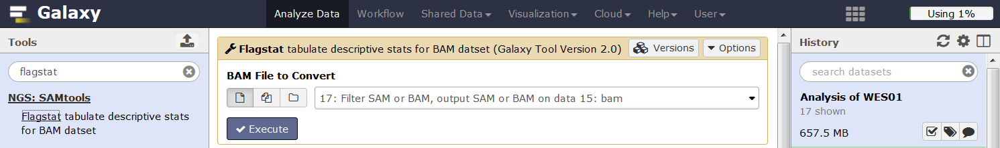 Galaxy
Analyze Data Workflow Shared Data Visualization Cloud Help User
Using 1%
Tools
flagstat
NGS: SAMtools
Flagstat tabulate descriptive stats
for BAM datset
Flagstat tabulate descriptive stats for BAM datset (Galaxy Tool Version 2.0)
Versions
Options
BAM File to Convert
17: Filter SAM or BAM, output SAM or BAM on data 15: bam
Execute
History
search datasets
Analysis of WES01
17 shown
657.5 MB